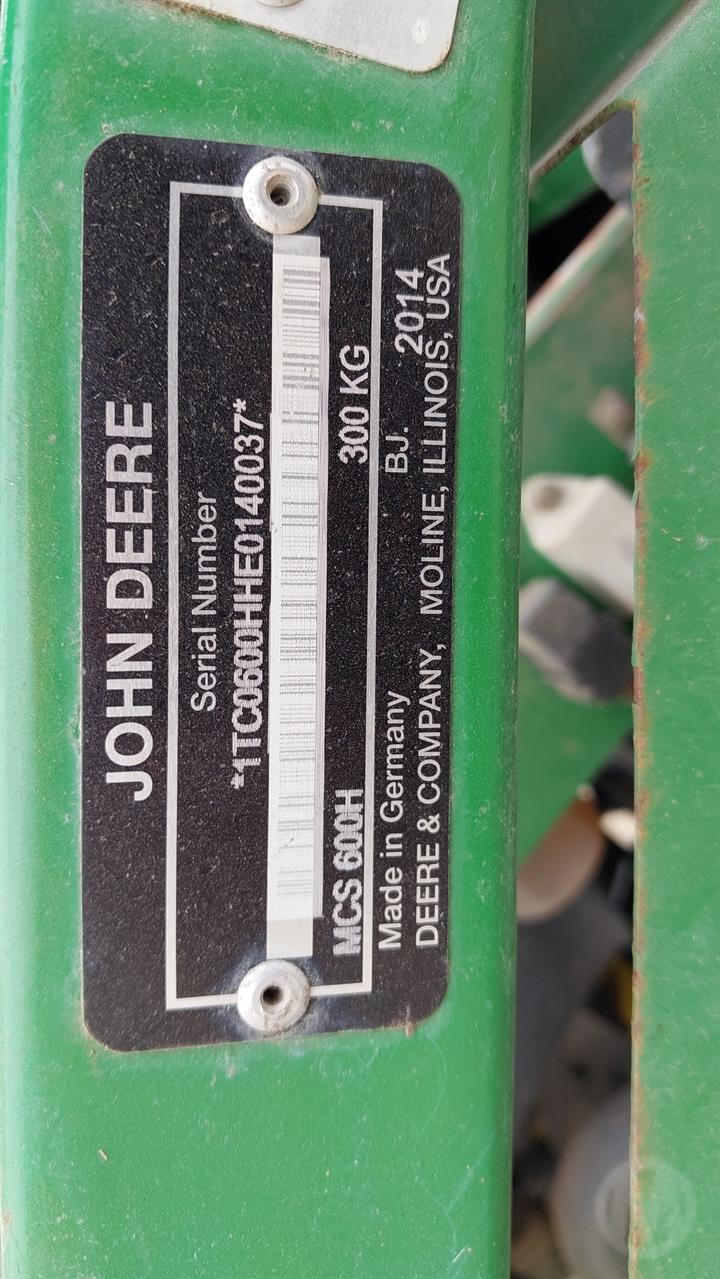 JOHN DEERE
Serial Number
*1TC0600HHE0140037*
MCS 600H 300 KG
Made in Germany BJ. 2014
DEERE & COMPANY, MOLINE, ILLINOIS, USA